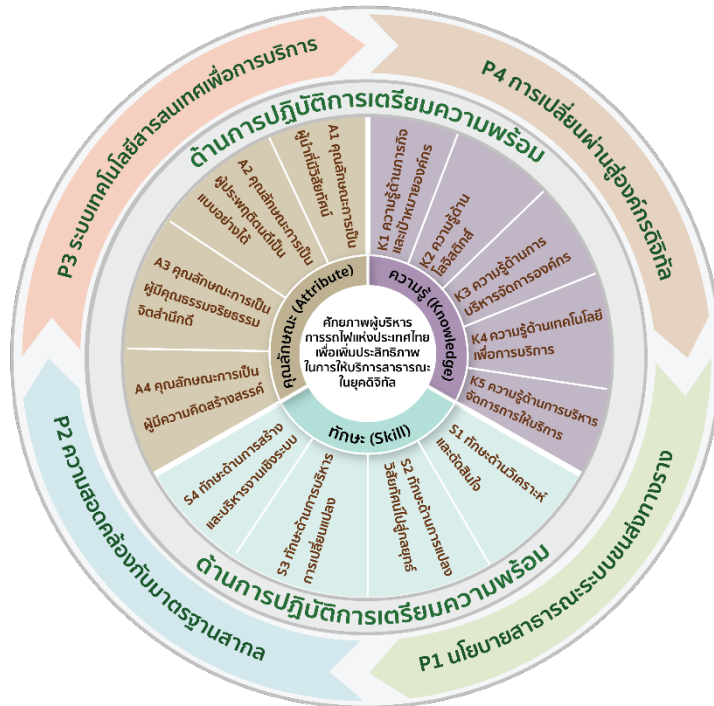 P3 ระบบเทคโนโลยีสารสนเทศเพื่อการบริการ
P4 การเปลี่ยนผ่านสู่องค์กรดิจิทัล
ด้านการปฏิบัติการเตรียมความพร้อม
A1 คุณลักษณะการเป็น
ผู้นำที่มีวิสัยทัศน์
A2 คุณลักษณะการเป็น
ผู้ประพฤติตนดีเป็น
แบบอย่างได้
A3 คุณลักษณะการเป็น
ผู้มีคุณธรรมจริยธรรม
จิตสำนึกดี
A4 คุณลักษณะการเป็น
ผู้มีความคิดสร้างสรรค์
K1 ความรู้ด้านภารกิจ
และเป้าหมายองค์กร
K2 ความรู้ด้าน
โลจิสติกส์
K3 ความรู้ด้านการ
บริหารจัดการองค์กร
K4 ความรู้ด้านเทคโนโลยี
เพื่อการบริการ
K5 ความรู้ด้านการบริหาร
จัดการการให้บริการ
คุณลักษณะ (Attribute)
ความรู้ (Knowledge)
ศักยภาพผู้บริหาร
การรถไฟแห่งประเทศไทย
เพื่อเพิ่มประสิทธิภาพ
ในการให้บริการสาธารณะ
ในยุคดิจิทัล
ทักษะ (Skill)
S4 ทักษะด้านการสร้าง
และบริหารงานเชิงระบบ
S3 ทักษะด้านการบริหาร
การเปลี่ยนแปลง
S2 ทักษะด้านการแปลง
วิสัยทัศน์ไปสู่กลยุทธ์
S1 ทักษะด้านวิเคราะห์
และตัดสินใจ
ด้านการปฏิบัติการเตรียมความพร้อม
P2 ความสอดคล้องกับมาตรฐานสากล
P1 นโยบายสาธารณะระบบขนส่งทางราง